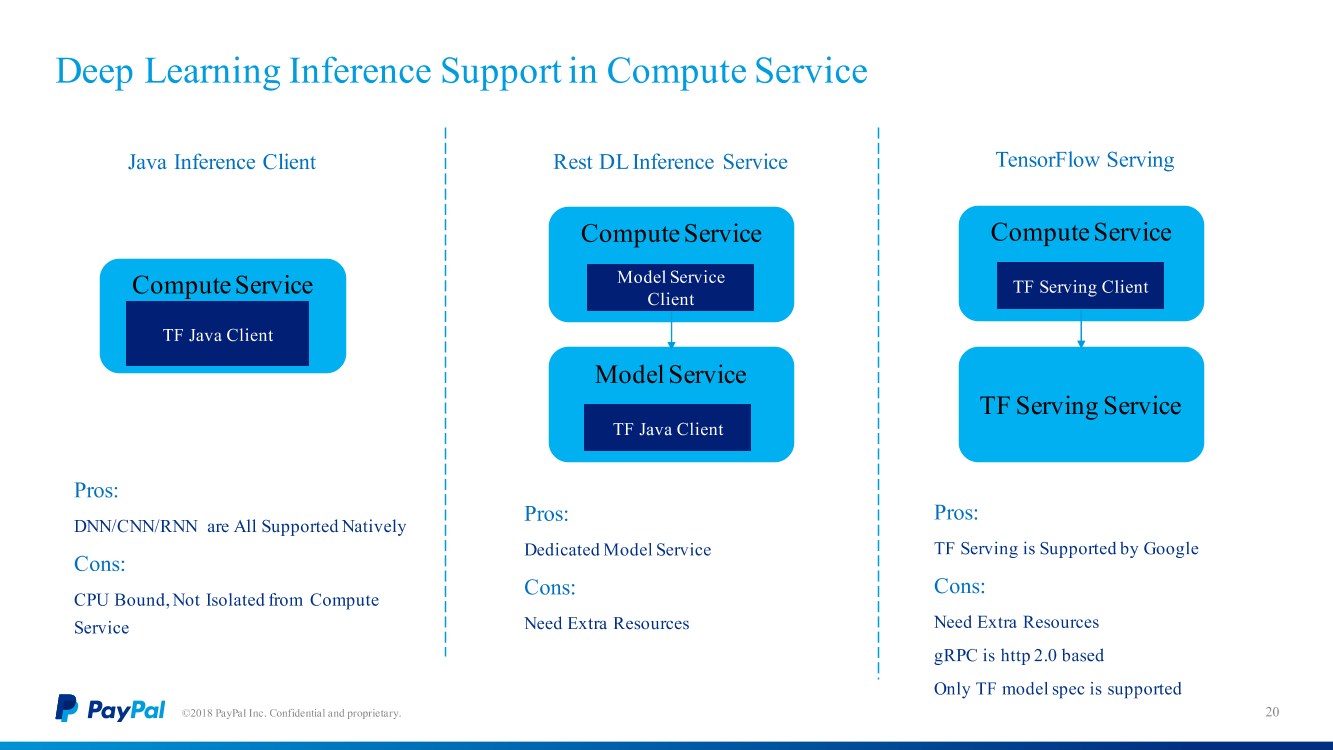 Deep Learning Inference Support in Compute Service
Java Inference Client
Compute Service
TF Java Client
Pros:
DNN/CNN/RNN are All Supported Natively
Cons:
CPU Bound, Not Isolated from Compute
Service
Rest DL Inference Service
Compute Service
Model Service
Client
Model Service
TF Java Client
Pros:
Dedicated Model Service
Cons:
Need Extra Resources
TensorFlow Serving
Compute Service
TF Serving Client
TF Serving Service
Pros:
TF Serving is Supported by Google
Cons:
Need Extra Resources
gRPC is http 2.0 based
Only TF model spec is supported
PayPal
©2018 PayPal Inc. Confidential and proprietary.
20